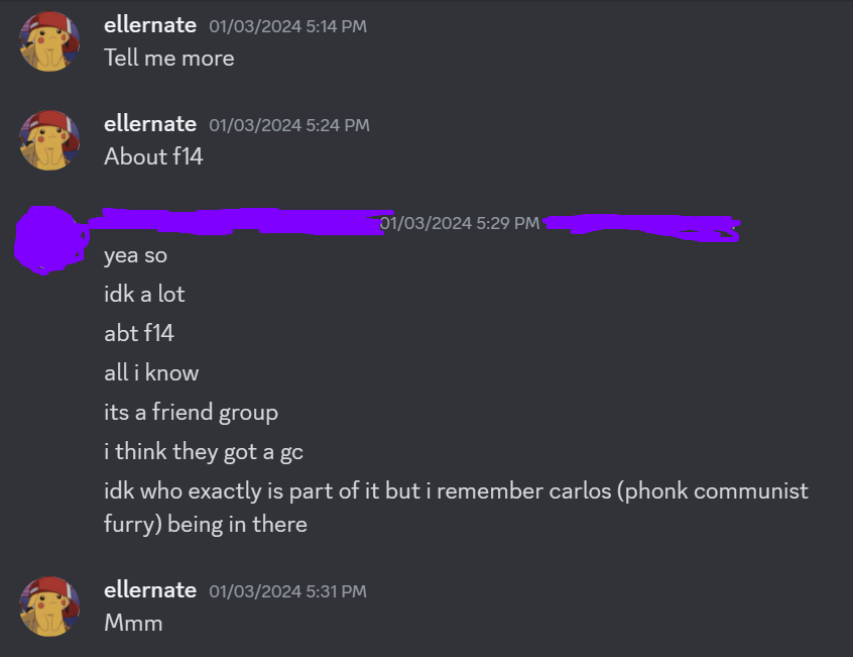 ellernate 01/03/2024 5:14 PM
Tell me more
ellernate 01/03/2024 5:24 PM
About f14
01/03/2024 5:29 PM
yea so
idk a lot
abt f14
all i know
its a friend group
i think they got a gc
idk who exactly is part of it but i remember carlos (phonk communist
furry) being in there
ellernate 01/03/2024 5:31 PM
Mmm